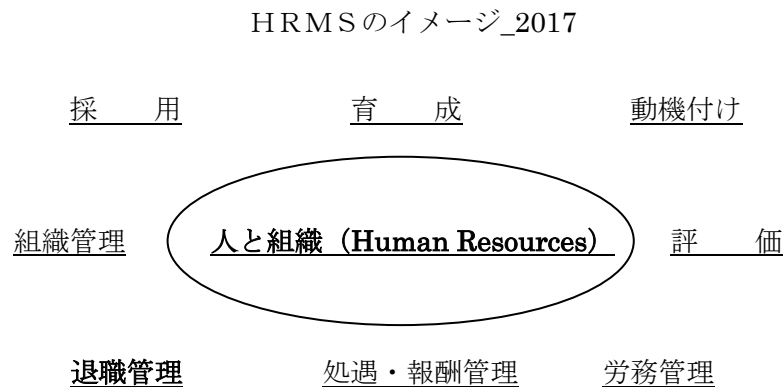 ＨＲＭＳのイメージ_2017
採　　用　育　　成　動機付け
組織管理　人と組織（Human Resources）　評　　価
退職管理　処遇・報酬管理　労務管理